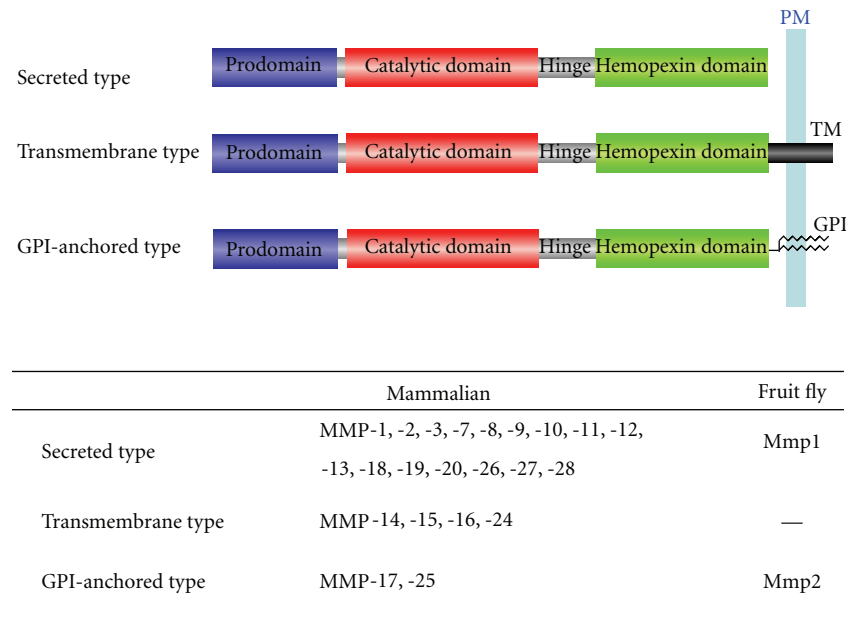 PM
Secreted type
Prodomain Catalytic domain Hinge Hemopexin domain
TM
Transmembrane type
Prodomain Catalytic domain Hinge Hemopexin domain
GPI
GPI-anchored type
Prodomain Catalytic domain Hinge Hemopexin domain
Mammalian Fruit fly
Secreted type MMP-1, -2, -3, -7, -8, -9, -10, -11, -12, Mmp1
-13, -18, -19, -20, -26, -27, -28
Transmembrane type MMP-14, -15, -16, -24 —
GPI-anchored type MMP-17, -25 Mmp2